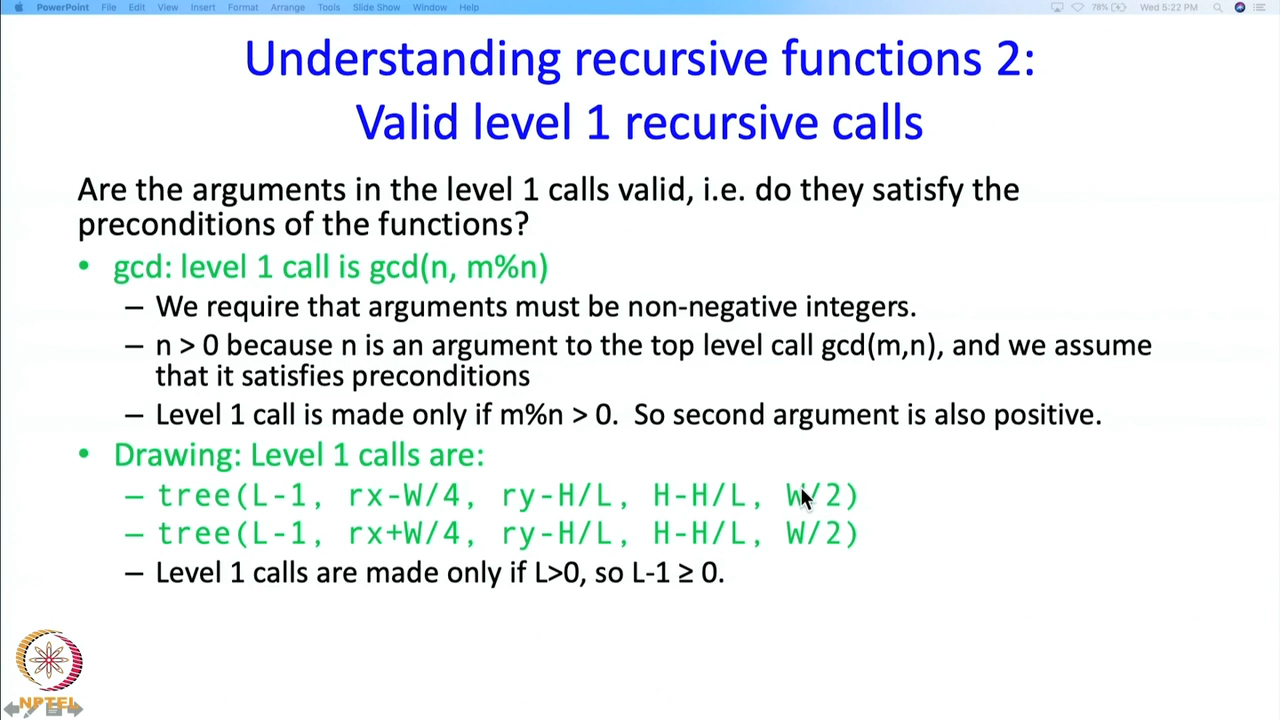 PowerPoint File Edit View Insert Format Arrange Tools Slide Show Window Help 78% Wed 5:22 PM
Understanding recursive functions 2:
Valid level 1 recursive calls
Are the arguments in the level 1 calls valid, i.e. do they satisfy the
preconditions of the functions?
• gcd: level 1 call is gcd(n, m%n)
– We require that arguments must be non-negative integers.
– n > 0 because n is an argument to the top level call gcd(m,n), and we assume
that it satisfies preconditions
– Level 1 call is made only if m%n > 0. So second argument is also positive.
• Drawing: Level 1 calls are:
– tree(L-1, rx-W/4, ry-H/L, H-H/L, W/2)
– tree(L-1, rx+W/4, ry-H/L, H-H/L, W/2)
– Level 1 calls are made only if L>0, so L-1 ≥ 0.
NPTEL